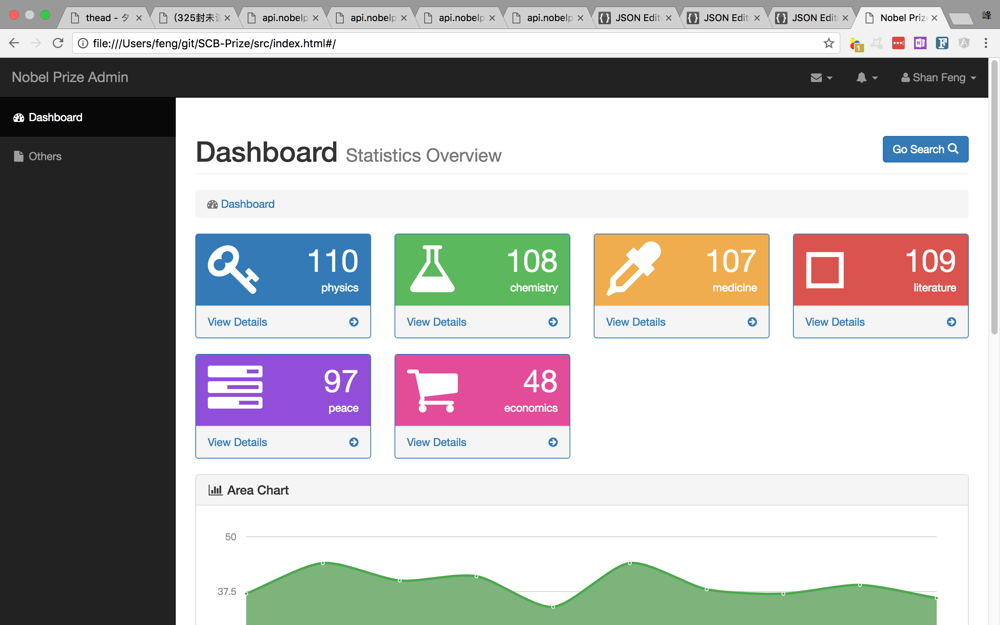 thead - タ
(325封未读
api.nobelp
api.nobelp
api.nobelp
api.nobelp
JSON Edit
JSON Edit
JSON Edit
Nobel Priz
峰
file:///Users/feng/git/SCB-Prize/src/index.html#/
1
Nobel Prize Admin
Shan Feng
Dashboard
Others
Dashboard Statistics Overview
Go Search
Dashboard
110
physics
View Details
108
chemistry
View Details
107
medicine
View Details
109
literature
View Details
97
peace
View Details
48
economics
View Details
Area Chart
50
37.5